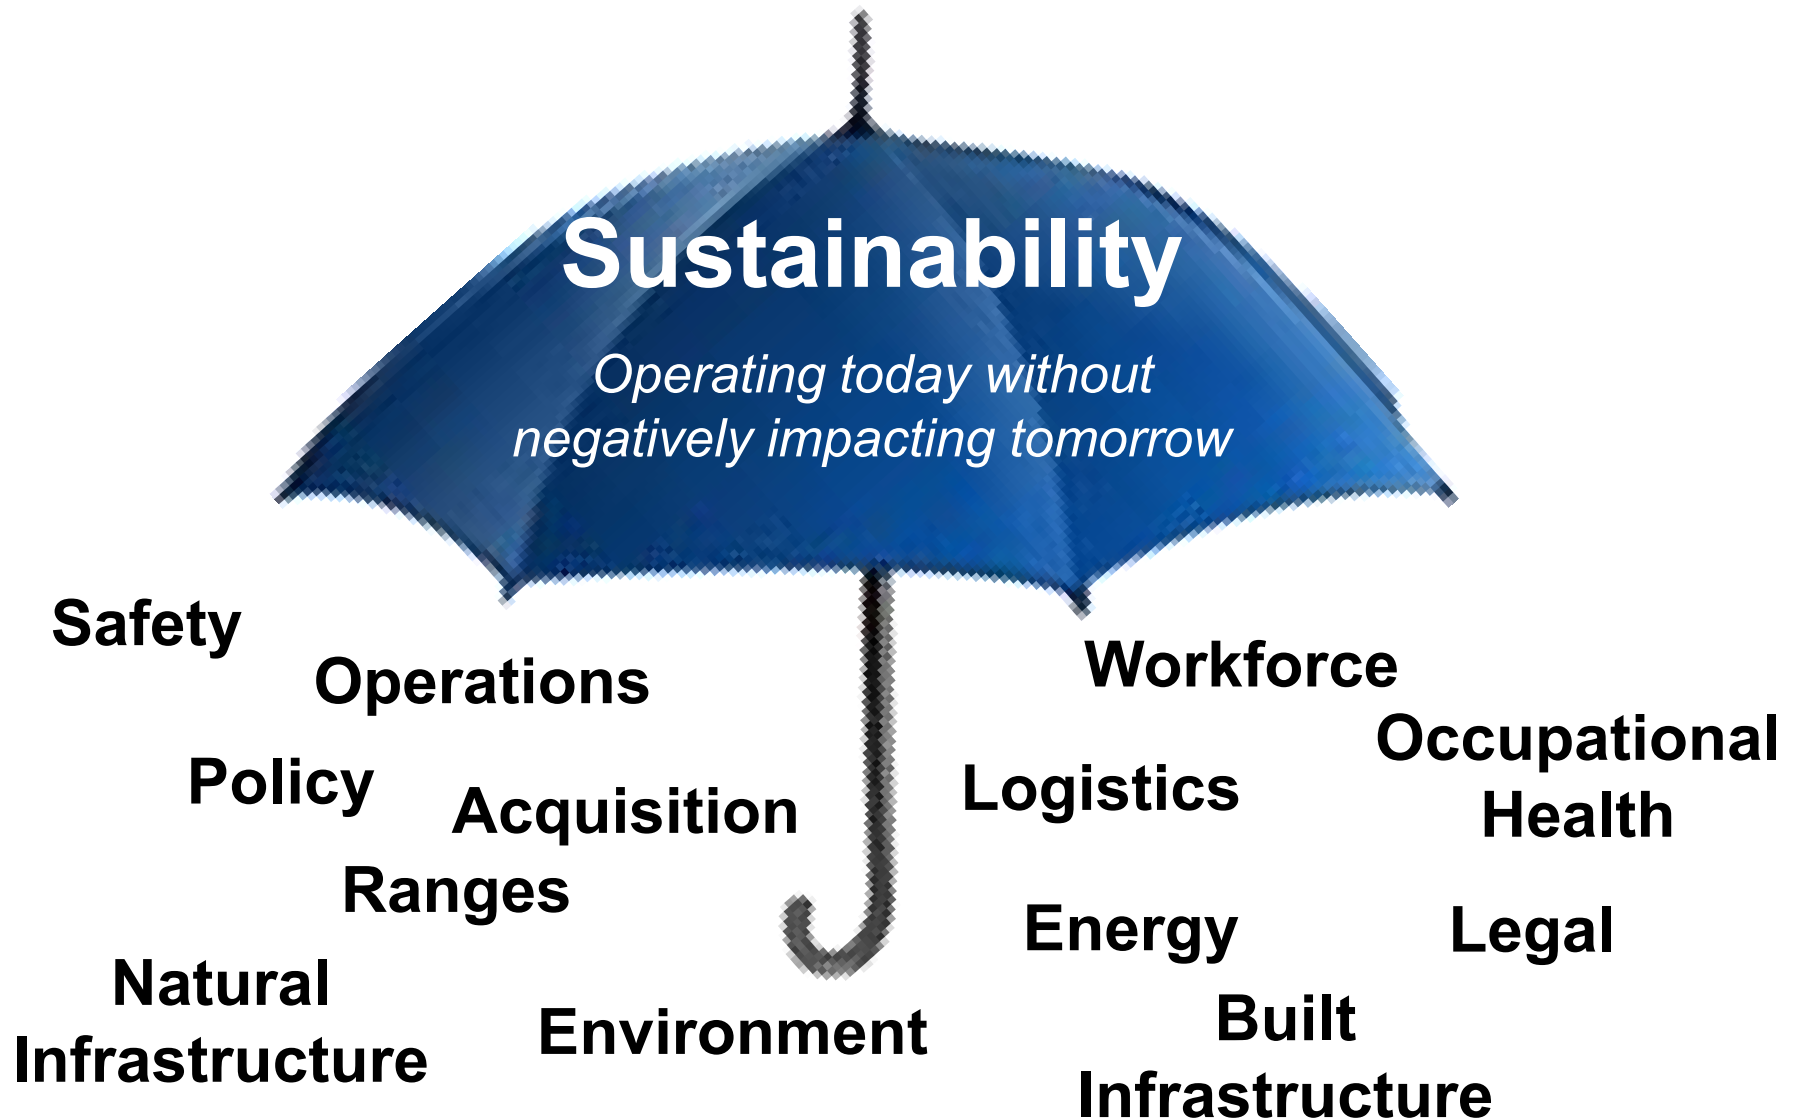 Sustainability
Operating today without
negatively impacting tomorrow
Safety
Operations
Workforce
Occupational
Health
Policy
Acquisition
Logistics
Ranges
Energy
Legal
Natural
Infrastructure
Environment
Built
Infrastructure